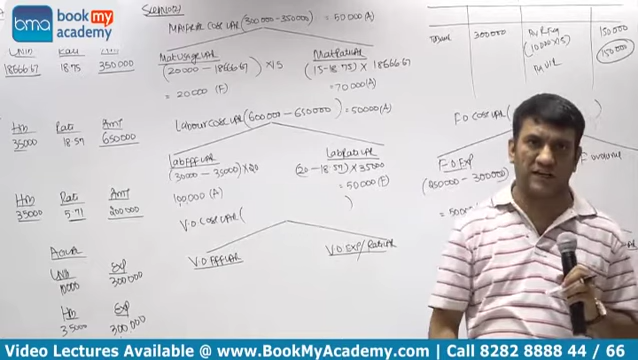 bma book my academy
Summary
Material Cost VAR (300000 - 350000) = 50000 (A)
18666.67 18.75 350000
Mat Usage VAR
(20000 - 18666.67) × 15
= 20000 (F)
Mat Rate VAR
(15 - 18.75) × 18666.67
= 70000 (A)
Labour Cost VAR (600000 - 650000) = 50000 (A)
Hrs Rate Amt
35000 18.57 650000
Lab Eff VAR
(30000 - 35000) × 20
100000 (A)
Lab Rate VAR
(20 - 18.57) × 35000
= 50000 (F)
Hrs Rate Amt
35000 5.71 200000
V.O Cost VAR ( )
V.O Eff VAR
V.O Exp/Rate VAR
Actual
Unit Exp
10000 300000
Hrs Exp
35000 300000
300000
(10000 × 15)
150000
150000
F.O Cost VAR ( )
F.O Exp
(250000 - 300000)
= 50000
F.O Volume
Video Lectures Available @ www.BookMyAcademy.com | Call 8282 8888 44 / 66